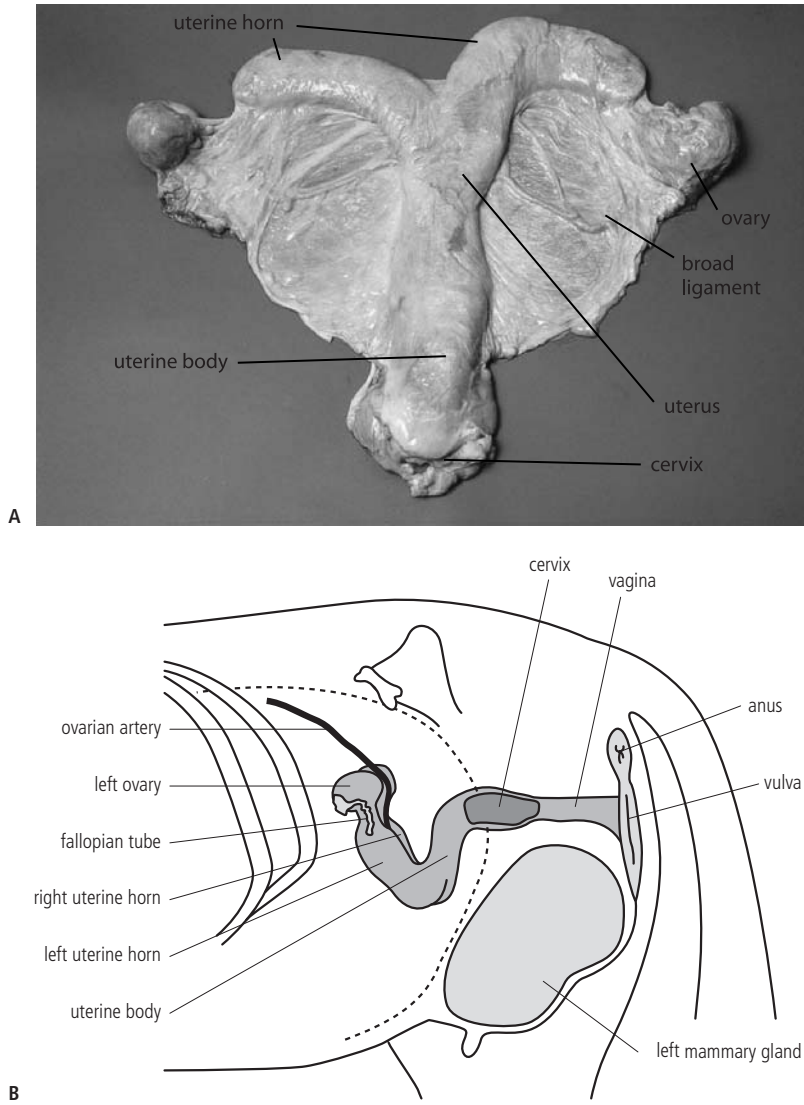 uterine horn
ovary
broad
ligament
uterine body
uterus
cervix
A
cervix
vagina
anus
ovarian artery
vulva
left ovary
fallopian tube
right uterine horn
left uterine horn
uterine body
left mammary gland
B